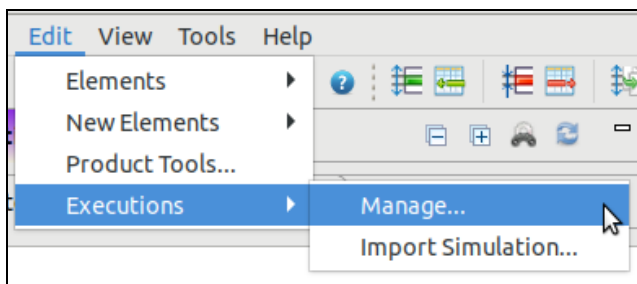 Edit View Tools Help
Elements
New Elements
Product Tools...
Executions
Manage...
Import Simulation...